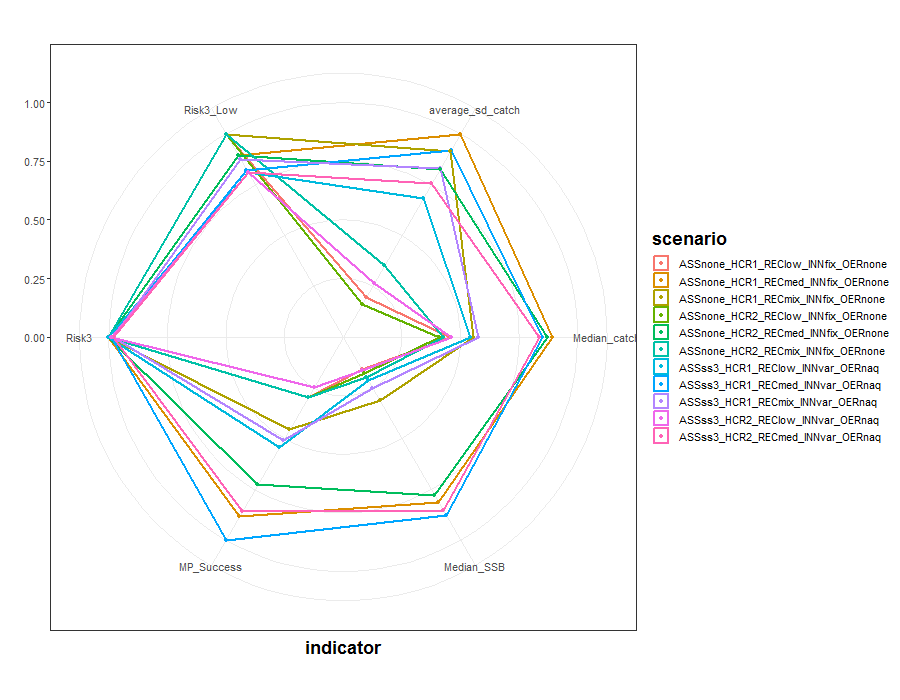 Risk3_Low
average_sd_catch
1.00
0.75
0.50
0.25
0.00
Risk3
Median_catch
MP_Success
Median_SSB
indicator
scenario
ASSnone_HCR1_REClow_INNfix_OERnone
ASSnone_HCR1_RECmed_INNfix_OERnone
ASSnone_HCR1_RECmix_INNfix_OERnone
ASSnone_HCR2_REClow_INNfix_OERnone
ASSnone_HCR2_RECmed_INNfix_OERnone
ASSnone_HCR2_RECmix_INNfix_OERnone
ASSss3_HCR1_REClow_INNvar_OERnaq
ASSss3_HCR1_RECmed_INNvar_OERnaq
ASSss3_HCR1_RECmix_INNvar_OERnaq
ASSss3_HCR2_REClow_INNvar_OERnaq
ASSss3_HCR2_RECmed_INNvar_OERnaq